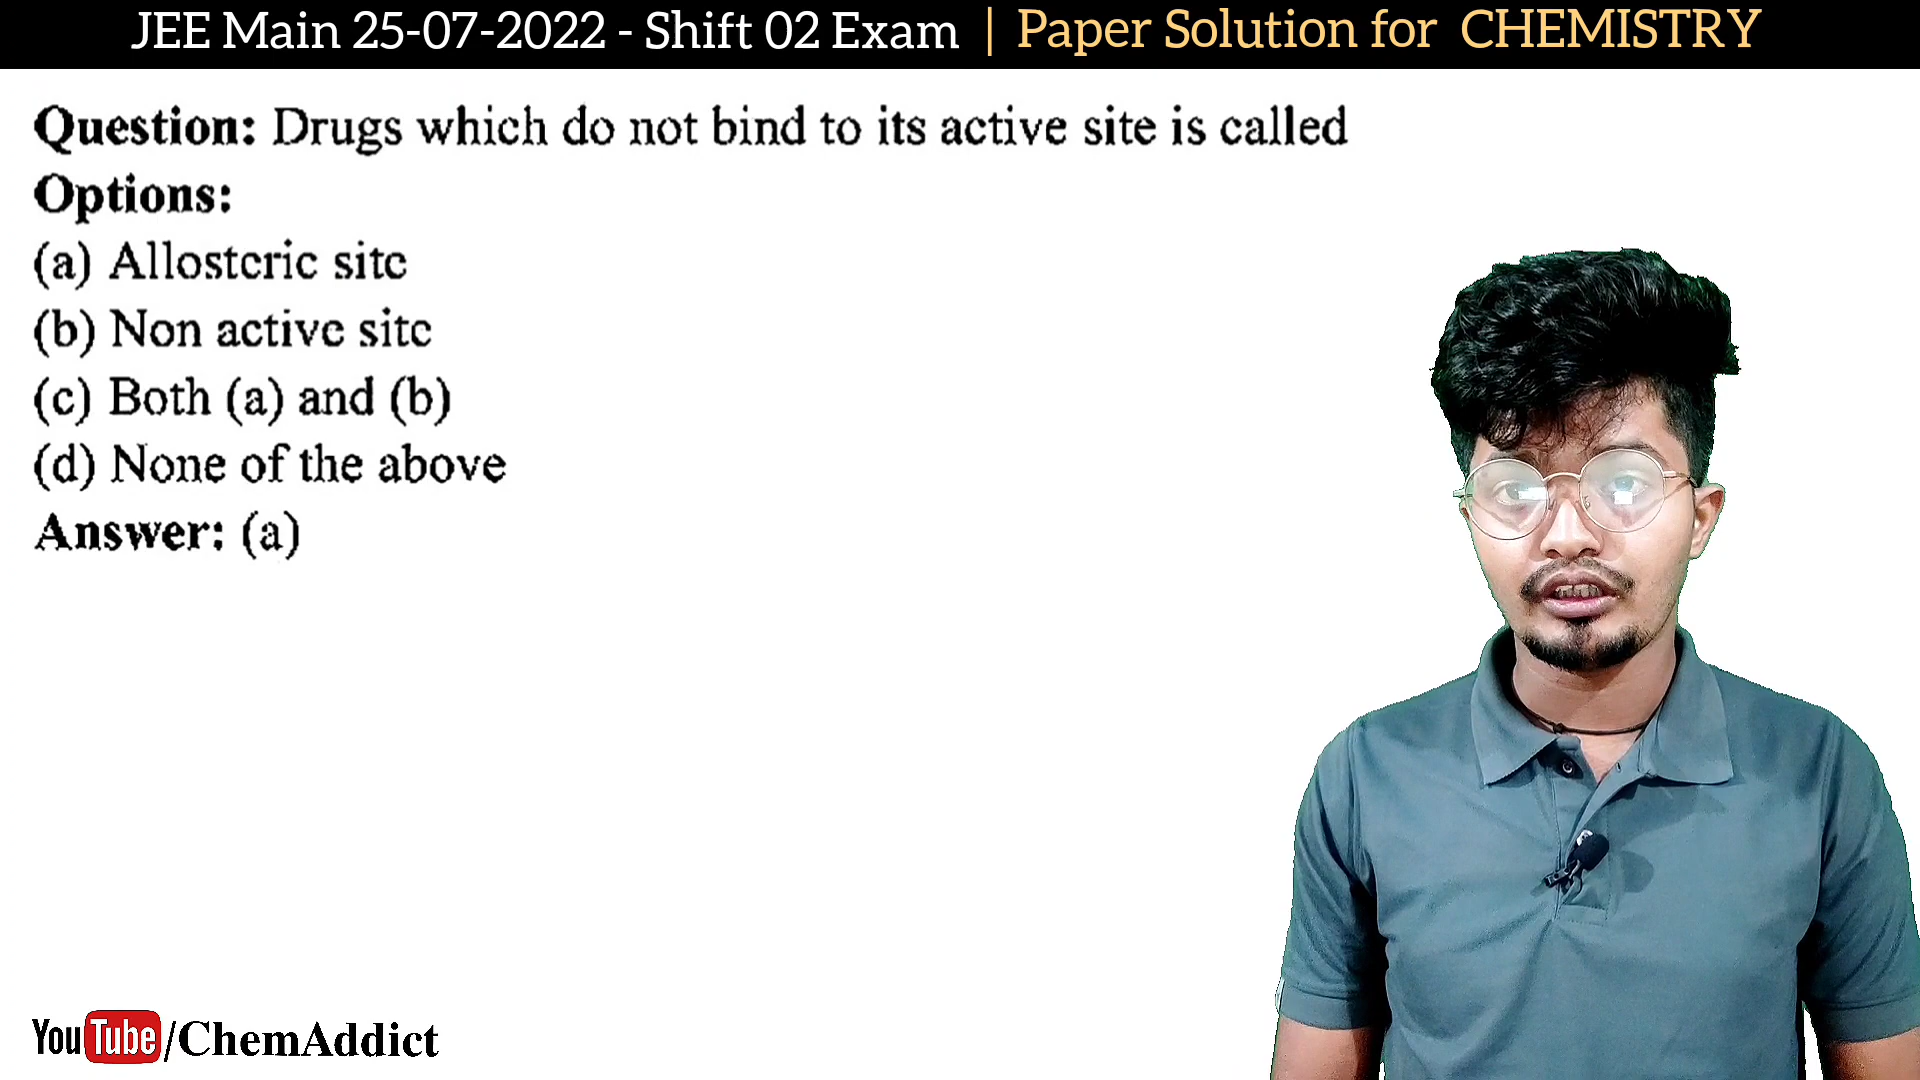 JEE Main 25-07-2022 - Shift 02 Exam | Paper Solution for CHEMISTRY
Question: Drugs which do not bind to its active site is called
Options:
(a) Allosteric site
(b) Non active site
(c) Both (a) and (b)
(d) None of the above
Answer: (a)
YouTube/ChemAddict